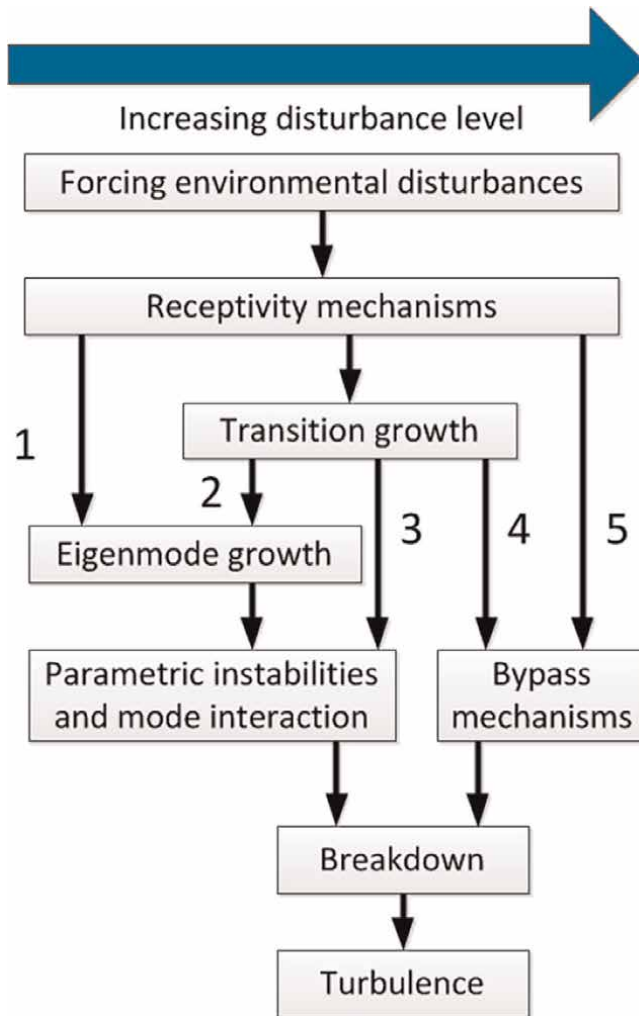 Increasing disturbance level
Forcing environmental disturbances
Receptivity mechanisms
1
Transition growth
2
3
4
5
Eigenmode growth
Parametric instabilities
and mode interaction
Bypass
mechanisms
Breakdown
Turbulence